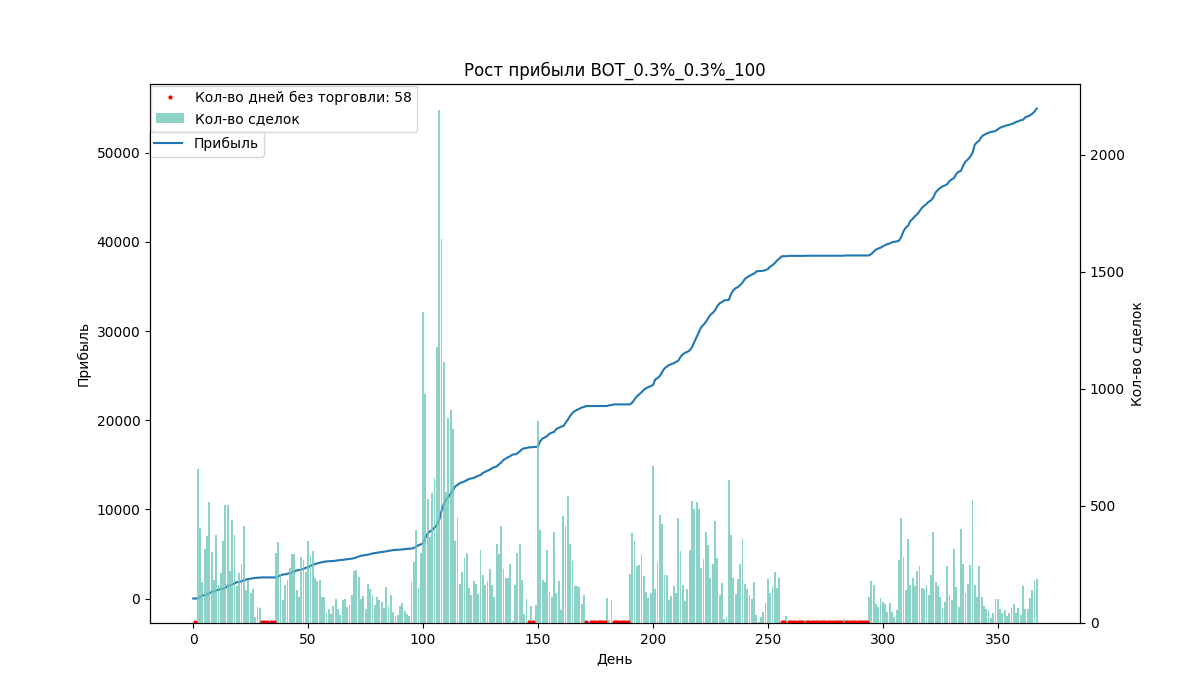 Рост прибыли BOT_0.3%_0.3%_100
Кол-во дней без торговли: 58
Кол-во сделок
Прибыль
50000
40000
30000
20000
10000
0
Прибыль
2000
1500
1000
500
0
Кол-во сделок
0
50
100
150
200
250
300
350
День